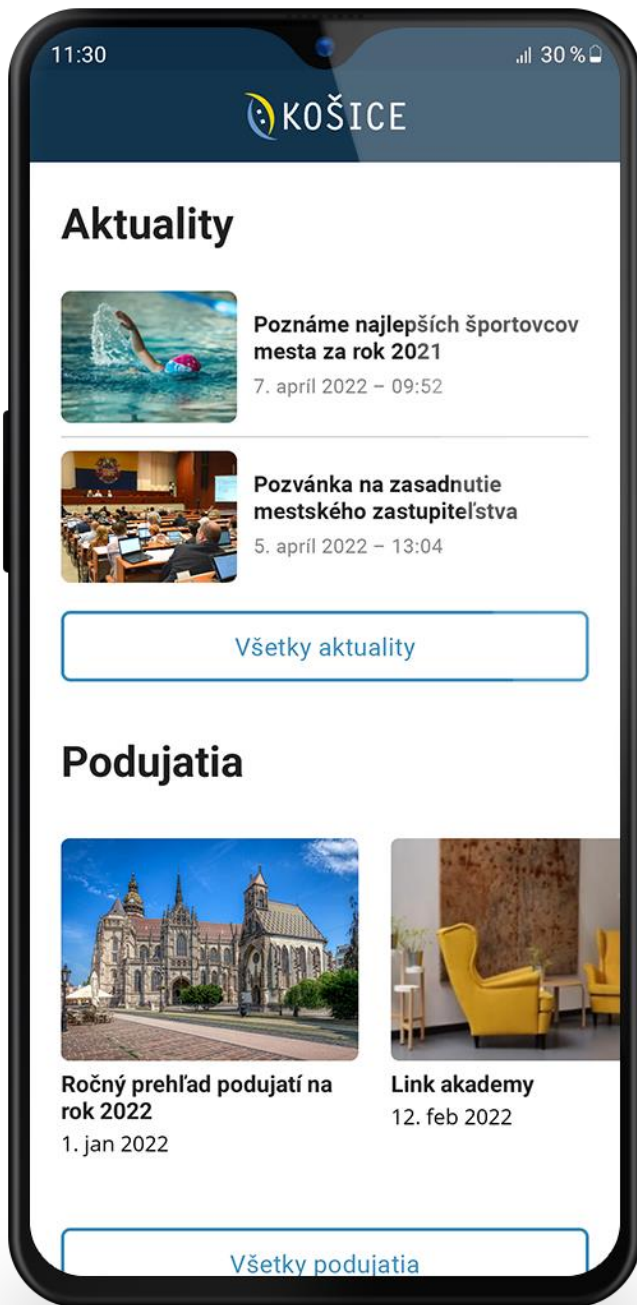 11:30
30 %
KOŠICE
Aktuality
Poznáme najlepších športovcov
mesta za rok 2021
7. apríl 2022 – 09:52
Pozvánka na zasadnutie
mestského zastupiteľstva
5. apríl 2022 – 13:04
Všetky aktuality
Podujatia
Ročný prehľad podujatí na
rok 2022
1. jan 2022
Link akademy
12. feb 2022
Všetky podujatia